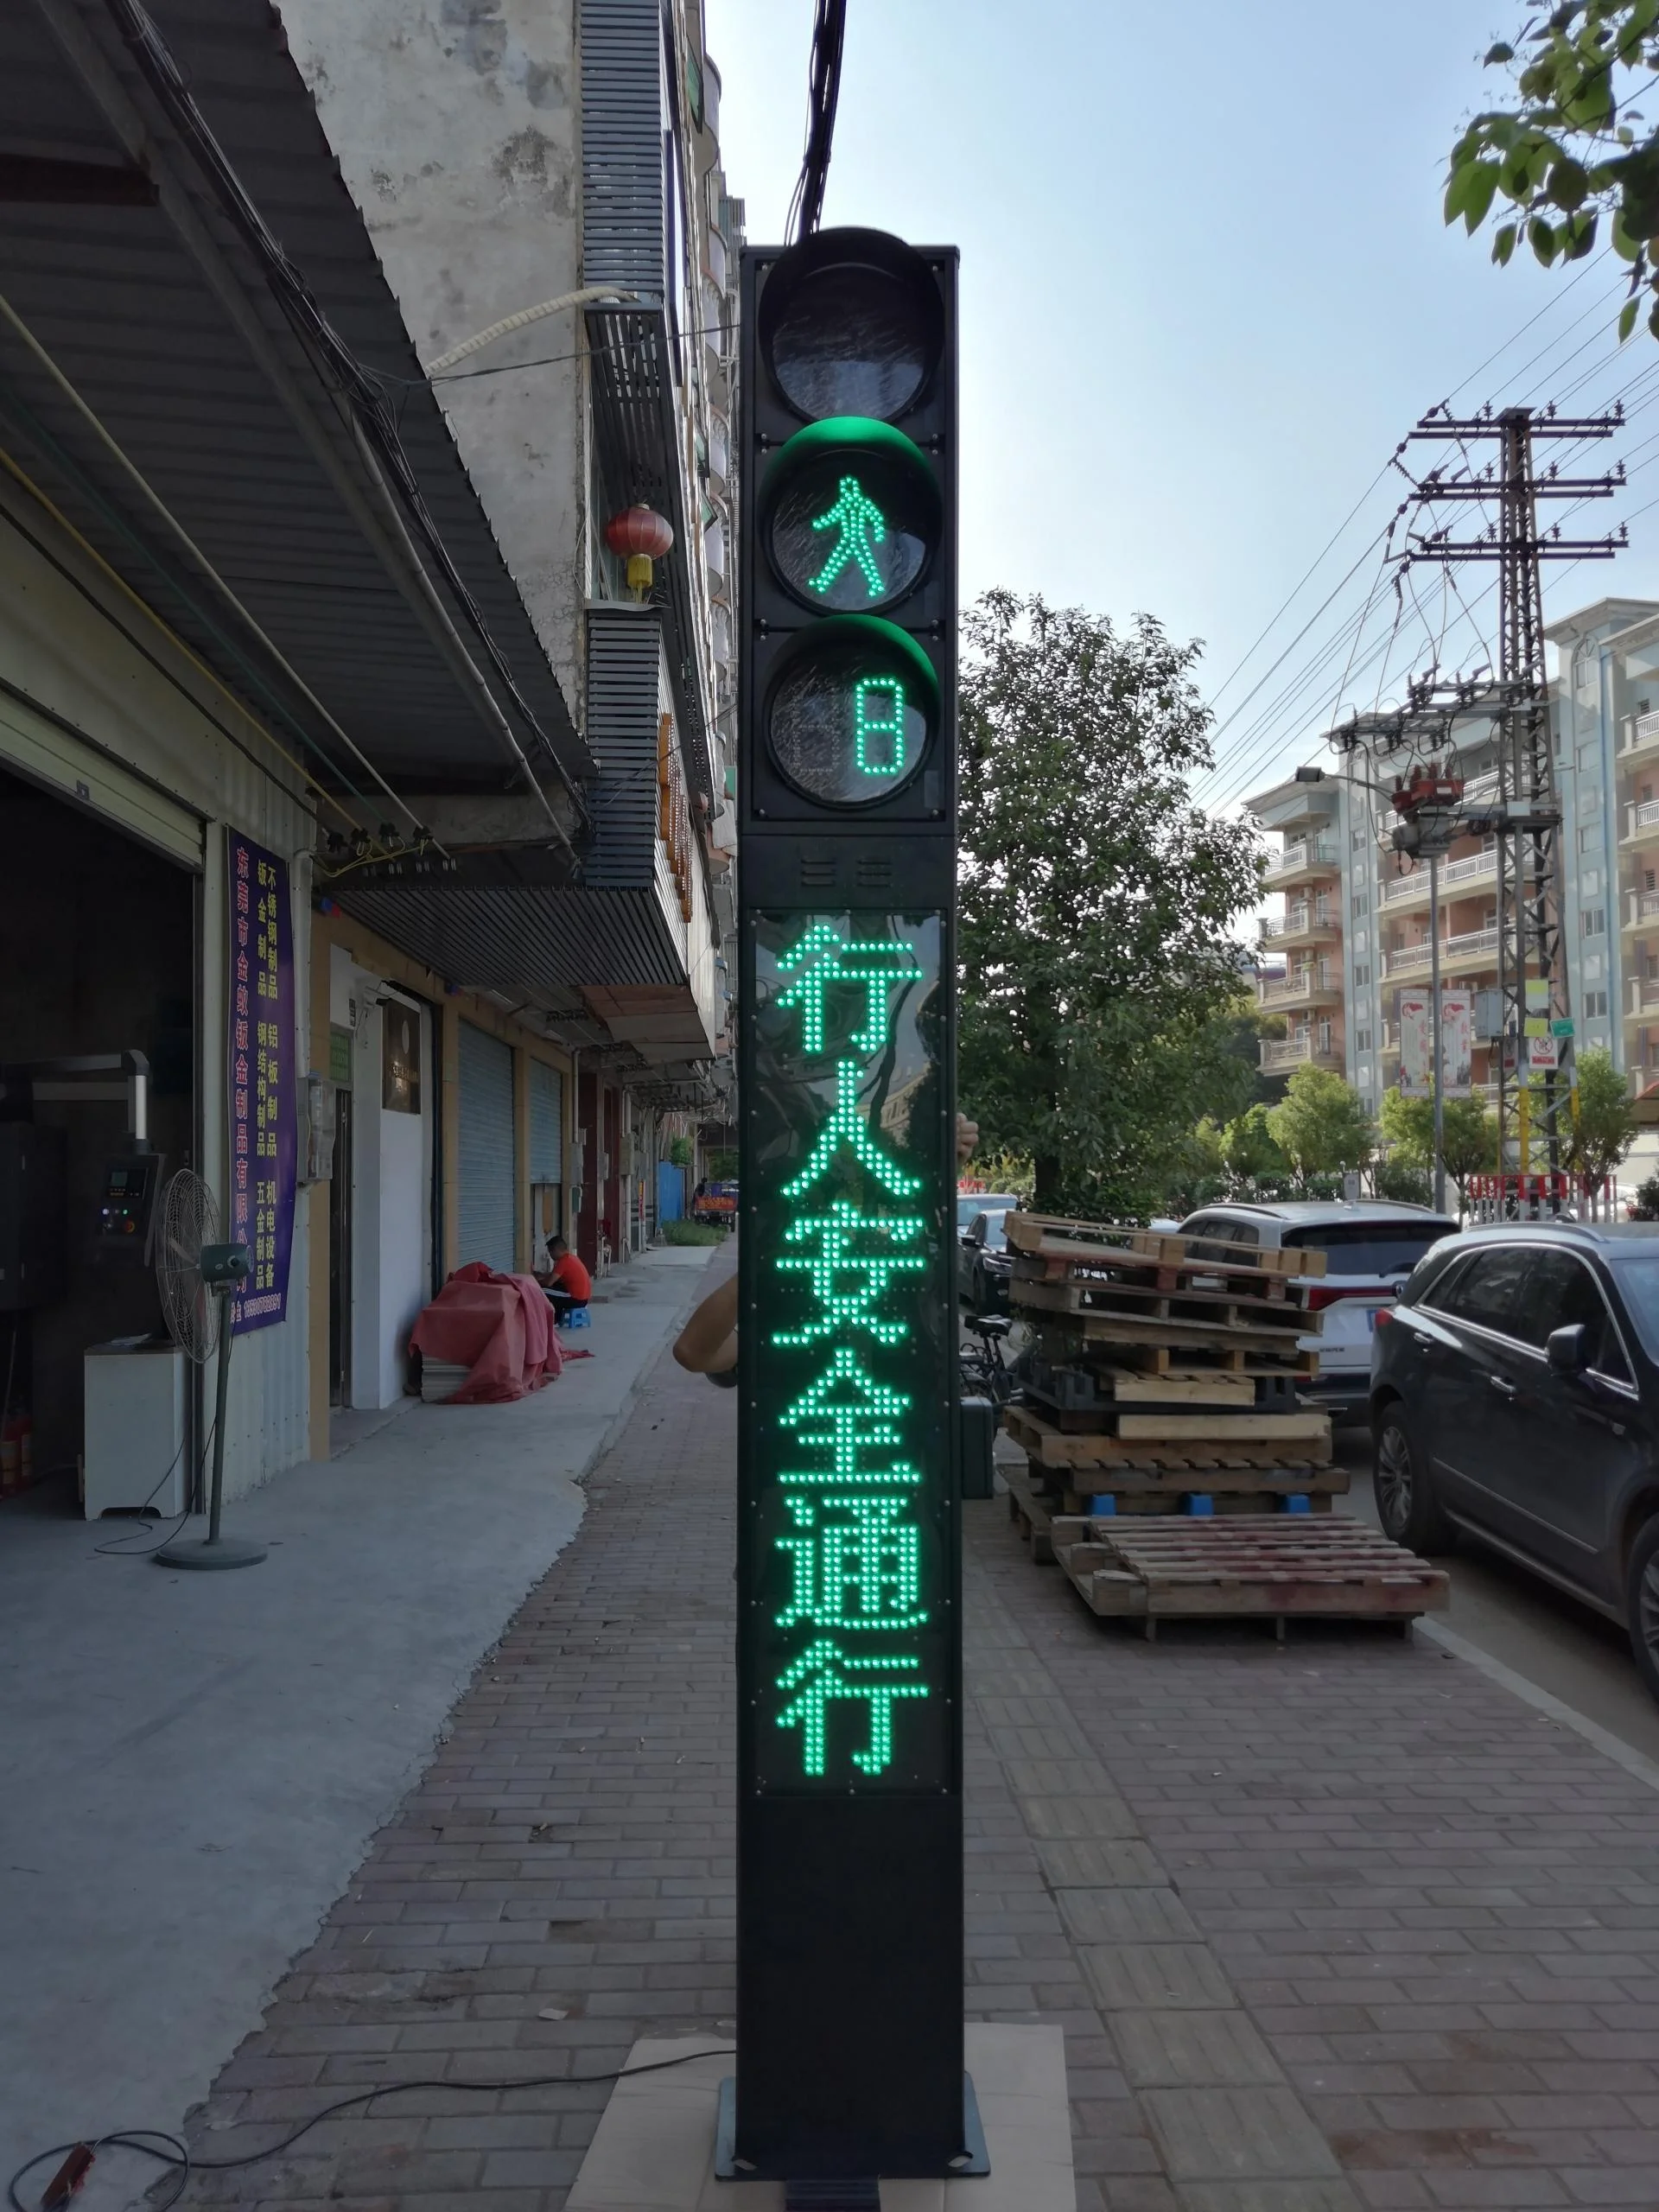 8
行人安全通行
东莞市金敏钣金制品有限公司
不锈钢制品 铝板制品 机电设备
钣金制品 钢结构制品 五金制品